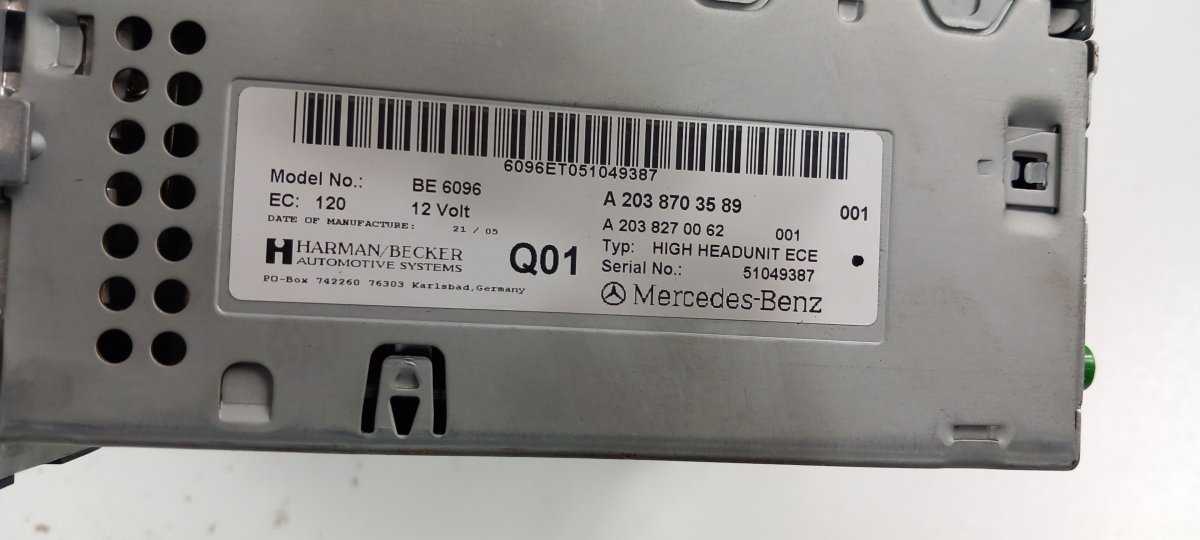 6096ET051049387
Model No.: BE 6096
EC: 120 12 Volt
DATE OF MANUFACTURE: 21 / 05
HARMAN/BECKER
AUTOMOTIVE SYSTEMS
PO-Box 742260 76303 Karlsbad,Germany
Q01
A 203 870 35 89 001
A 203 827 00 62 001
Typ: HIGH HEADUNIT ECE
Serial No.: 51049387
Mercedes-Benz